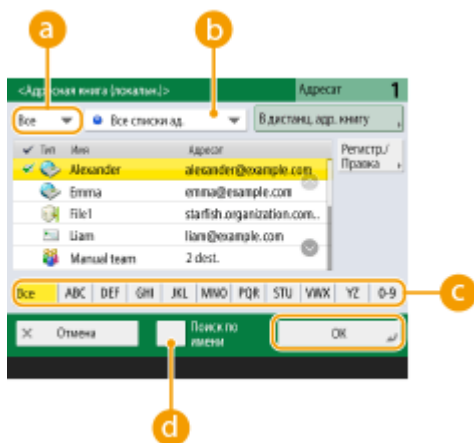 a
b
<Адресная книга (локальн.)> Адресат 1
Все Все списки ад. В дистанц. адр. книгу
Тип Имя Адресат Регистр./
Правка
Alexander alexander@example.com
Emma emma@example.com
File1 starfish.organization.com..
Liam liam@example.com
Manual team 2 dest.
Все ABC DEF GHI JKL MNO PQR STU VWX YZ 0-9
c
Отмена Поиск по
имени OK
d